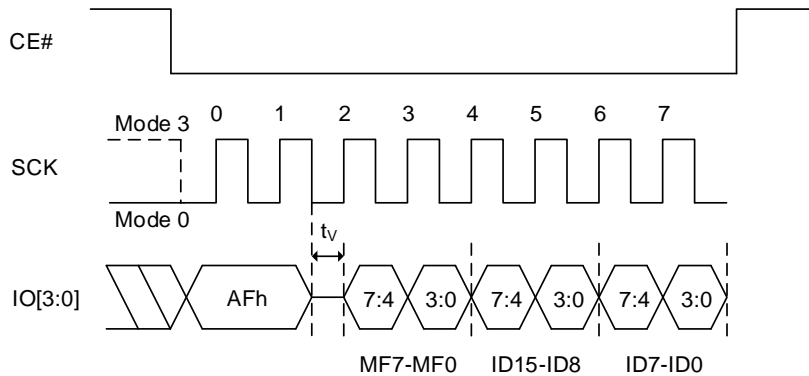 CE#
Mode 3
0 1 2 3 4 5 6 7
SCK
Mode 0
tV
IO[3:0]
AFh
7:4 3:0 7:4 3:0 7:4 3:0
MF7-MF0 ID15-ID8 ID7-ID0